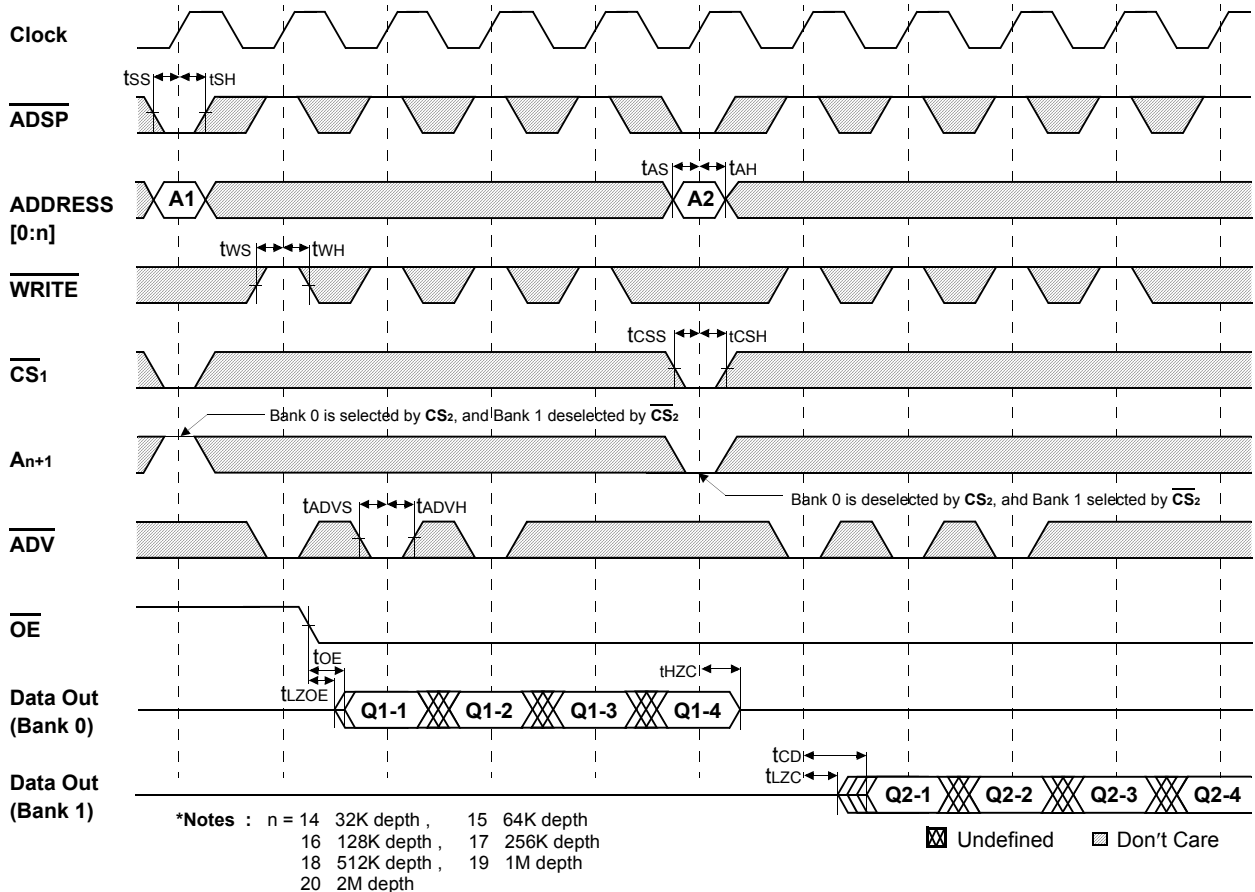 Clock
tSS tSH
ADSP
tAS tAH
ADDRESS
[0:n]
A1 A2
tWS tWH
WRITE
tCSS tCSH
CS1
Bank 0 is selected by CS2, and Bank 1 deselected by CS2
An+1
Bank 0 is deselected by CS2, and Bank 1 selected by CS2
tADVS tADVH
ADV
OE
tOE
tHZC
tLZOE
Data Out
(Bank 0)
Q1-1 Q1-2 Q1-3 Q1-4
tCD
tLZC
Data Out
(Bank 1)
Q2-1 Q2-2 Q2-3 Q2-4
*Notes : n = 14 32K depth , 15 64K depth
16 128K depth , 17 256K depth
18 512K depth , 19 1M depth
20 2M depth
Undefined Don't Care